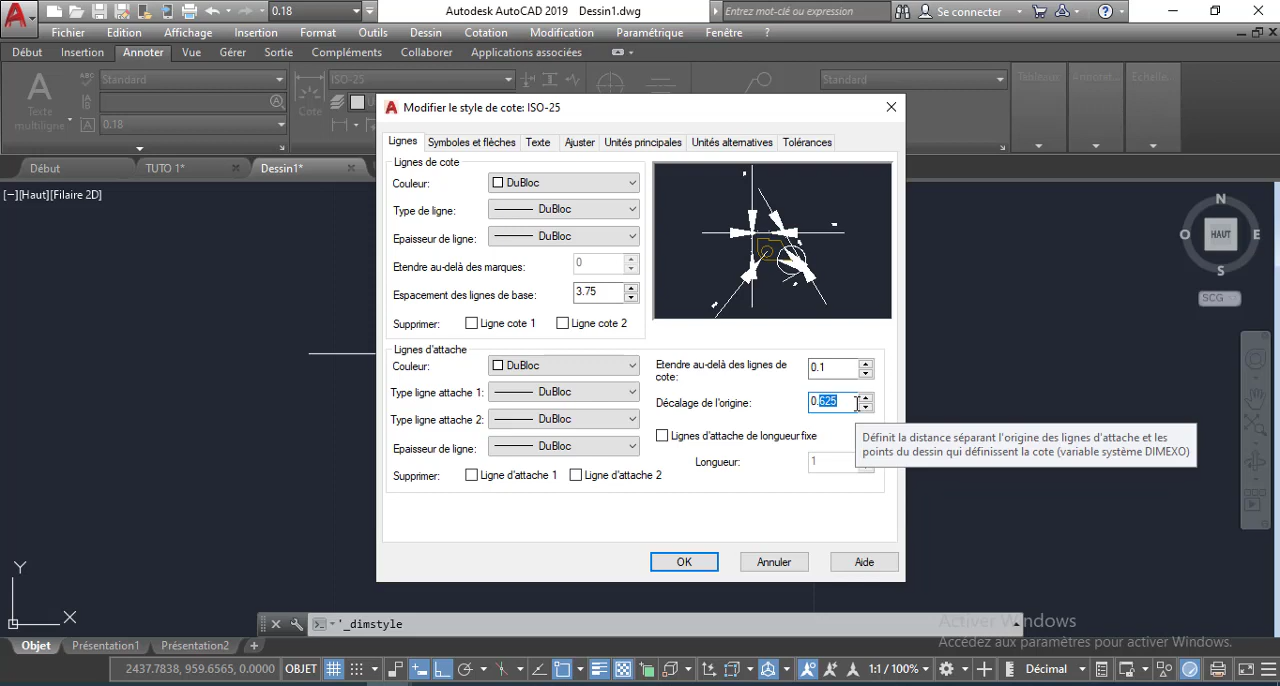 A
0.18
Autodesk AutoCAD 2019 Dessin1.dwg
Entrez mot-clé ou expression
Se connecter
?
Fichier Edition Affichage Insertion Format Outils Dessin Cotation Modification Paramétrique Fenêtre ?
Début Insertion Annoter Vue Gérer Sortie Compléments Collaborer Applications associées
A
Texte
multiligne
ABC
Standard
A
0.18
Cote
ISO-25
Standard
Tableaux
Annotat...
Echelle...
Début
TUTO 1*
Dessin1*
[−][Haut][Filaire 2D]
Modifier le style de cote: ISO-25
Lignes Symboles et flèches Texte Ajuster Unités principales Unités alternatives Tolérances
Lignes de cote
Couleur: DuBloc
Type de ligne: DuBloc
Epaisseur de ligne: DuBloc
Etendre au-delà des marques: 0
Espacement des lignes de base: 3.75
Supprimer: Ligne cote 1 Ligne cote 2
Lignes d'attache
Couleur: DuBloc
Type ligne attache 1: DuBloc
Type ligne attache 2: DuBloc
Epaisseur de ligne: DuBloc
Supprimer: Ligne d'attache 1 Ligne d'attache 2
Etendre au-delà des lignes de
cote:
0.1
Décalage de l'origine: 0.625
Lignes d'attache de longueur fixe
Longueur: 1
Définit la distance séparant l'origine des lignes d'attache et les
points du dessin qui définissent la cote (variable système DIMEXO)
OK Annuler Aide
N
O HAUT E
S
SCG
Y
X
'_dimstyle
Activer Windows
Accédez aux paramètres pour activer Windows.
Objet Présentation1 Présentation2 +
2437.7838, 959.6565, 0.0000 OBJET
1:1 / 100%
Décimal